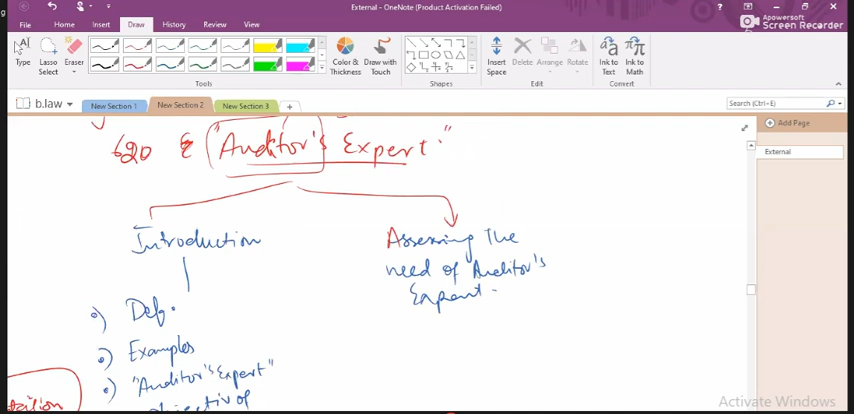 External - OneNote (Product Activation Failed)
Apowersoft
Screen Recorder
File Home Insert Draw History Review View
Type
Lasso
Select
Eraser
Color &
Thickness
Draw with
Touch
Insert
Space
Delete
Arrange
Rotate
Ink to
Text
Ink to
Math
Tools
Shapes
Edit
Convert
b.law
New Section 1
New Section 2
New Section 3
Search (Ctrl+E)
Add Page
External
620 & "Auditor's Expert."
Introduction
Assessing The
need of Auditor's
Expert.
Def.
Examples
"Auditor's Expert"
objective of
Activate Windows